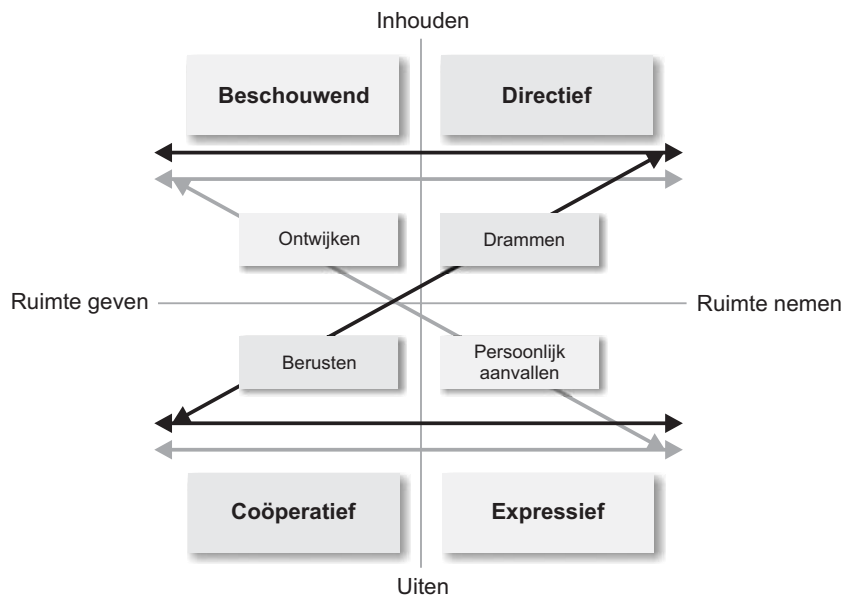 Inhouden
Beschouwend
Directief
Ontwijken
Drammen
Ruimte geven
Ruimte nemen
Berusten
Persoonlijk
aanvallen
Coöperatief
Expressief
Uiten